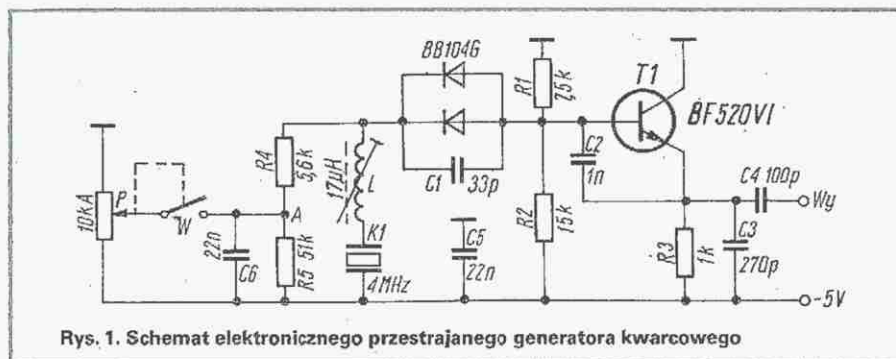 BB104G
T1
BF520VI
R1
7,5k
C2
1n
C4 100p
Wy
R4
5,6k
17µH
L
C1
33p
10kA
P
W
A
22n
C6
R5
51k
K1
4MHz
C5
22n
R2
15k
R3
1k
C3
270p
-5V
Rys. 1. Schemat elektronicznego przestrajanego generatora kwarcowego